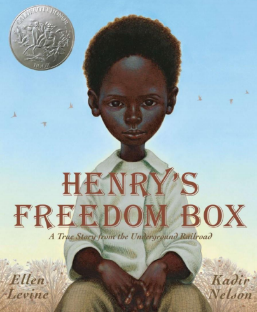 HENRY'S
FREEDOM BOX
A True Story from the Underground Railroad
Ellen Kadir
Levine Nelson